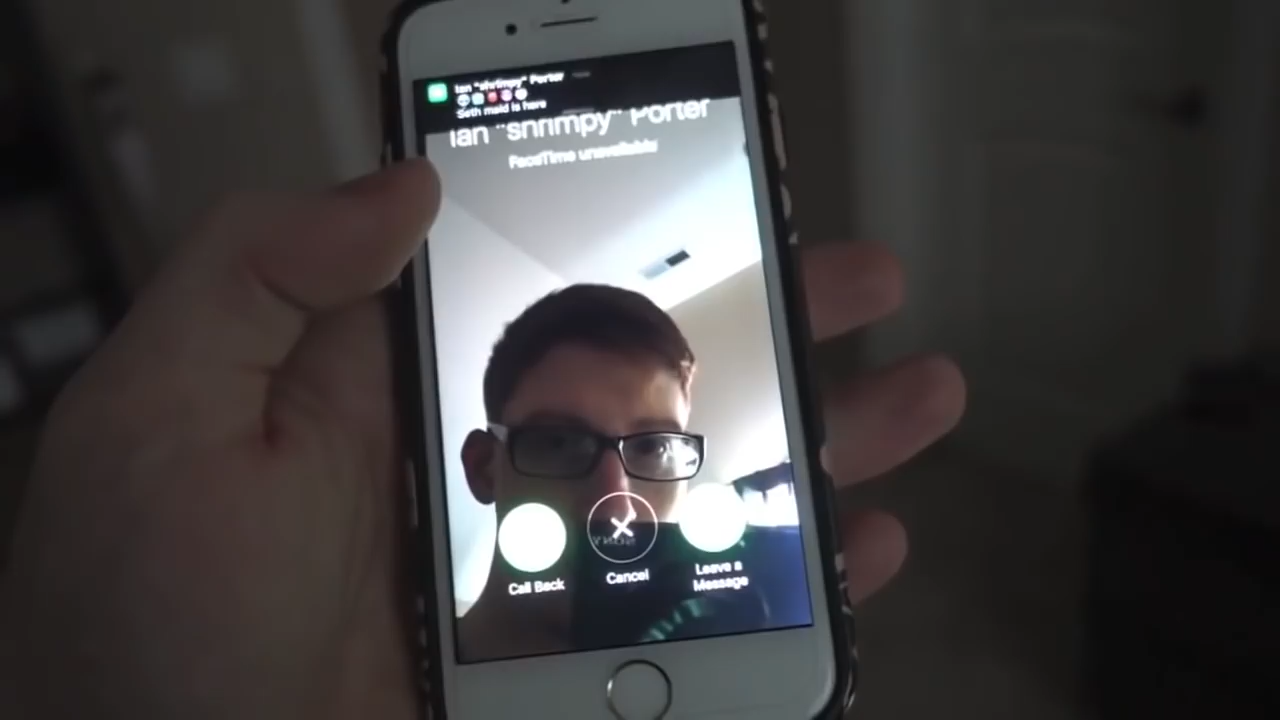 Ian "shrimpy" Porter
Seth maid is here
Ian "shrimpy" Porter
FaceTime unavailable
Call Back
Cancel
Leave a
Message